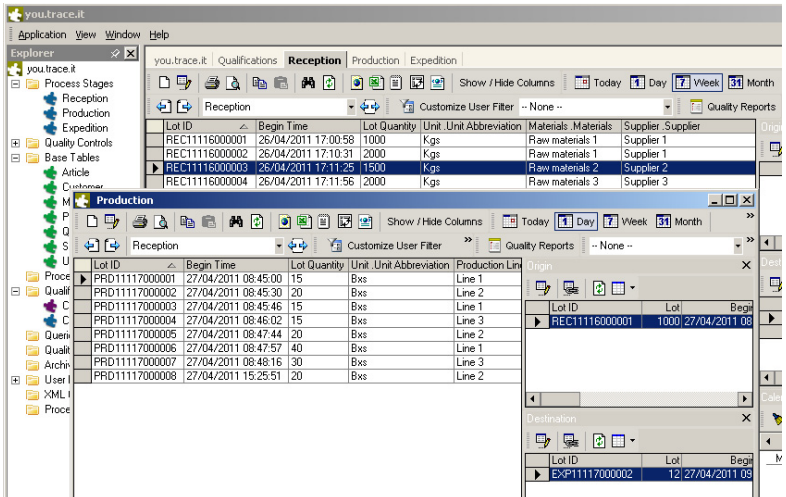 you.trace.it
Application View Window Help
Explorer
you.trace.it
Process Stages
Reception
Production
Expedition
Quality Controls
Base Tables
Article
Customer
M
P
Q
S
U
Proce
Qualif
C
C
Queri
Qualit
Archiv
User I
XML
Proce
you.trace.it Qualifications Reception Production Expedition
Show / Hide Columns Today 1 Day 7 Week 31 Month
Reception Customize User Filter -- None -- Quality Reports
Lot ID Begin Time Lot Quantity Unit .Unit Abbreviation Materials .Materials Supplier .Supplier
REC11116000001 26/04/2011 17:00:58 1000 Kgs Raw materials 1 Supplier 1
REC11116000002 26/04/2011 17:10:31 2000 Kgs Raw materials 1 Supplier 1
REC11116000003 26/04/2011 17:11:25 1500 Kgs Raw materials 2 Supplier 2
REC11116000004 26/04/2011 17:11:56 2000 Kgs Raw materials 3 Supplier 3
Origi
Production
Show / Hide Columns Today 1 Day 7 Week 31 Month »
Reception Customize User Filter » Quality Reports -- None -- »
Lot ID Begin Time Lot Quantity Unit .Unit Abbreviation Production Line
PRD11117000001 27/04/2011 08:45:00 15 Bxs Line 1
PRD11117000002 27/04/2011 08:45:30 20 Bxs Line 2
PRD11117000003 27/04/2011 08:45:46 15 Bxs Line 1
PRD11117000004 27/04/2011 08:46:02 15 Bxs Line 3
PRD11117000005 27/04/2011 08:47:44 20 Bxs Line 2
PRD11117000006 27/04/2011 08:47:57 40 Bxs Line 1
PRD11117000007 27/04/2011 08:48:16 30 Bxs Line 3
PRD11117000008 27/04/2011 15:25:51 20 Bxs Line 2
Origin
Lot ID Lot Begin
REC11116000001 1000 27/04/2011 08
Destination
Lot ID Lot Begin
EXP11117000002 12 27/04/2011 09
Dest
Cale
M